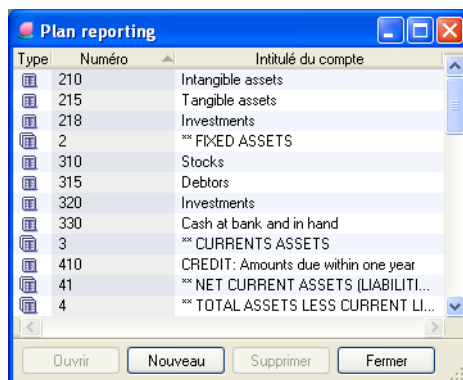 Plan reporting
Type Numéro Intitulé du compte
210 Intangible assets
215 Tangible assets
218 Investments
2 ** FIXED ASSETS
310 Stocks
315 Debtors
320 Investments
330 Cash at bank and in hand
3 ** CURRENTS ASSETS
410 CREDIT: Amounts due within one year
41 ** NET CURRENT ASSETS (LIABILITI...
4 ** TOTAL ASSETS LESS CURRENT LI...
Ouvrir Nouveau Supprimer Fermer